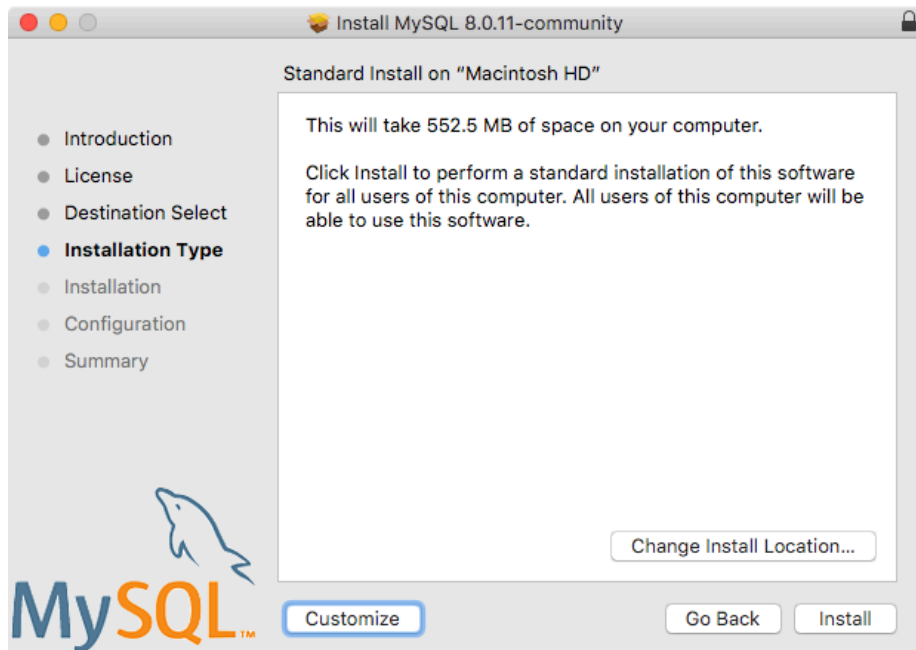 Install MySQL 8.0.11-community
Standard Install on “Macintosh HD”
Introduction
License
Destination Select
Installation Type
Installation
Configuration
Summary
This will take 552.5 MB of space on your computer.
Click Install to perform a standard installation of this software
for all users of this computer. All users of this computer will be
able to use this software.
Change Install Location...
MySQL™
Customize
Go Back
Install